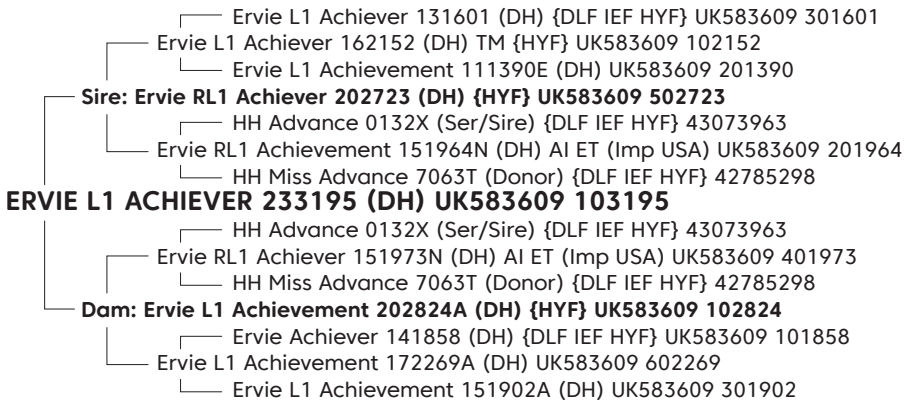 Ervie L1 Achiever 131601 (DH) {DLF IEF HYF} UK583609 301601
Ervie L1 Achiever 162152 (DH) TM {HYF} UK583609 102152
Ervie L1 Achievement 111390E (DH) UK583609 201390
Sire: Ervie RL1 Achiever 202723 (DH) {HYF} UK583609 502723
HH Advance 0132X (Ser/Sire) {DLF IEF HYF} 43073963
Ervie RL1 Achievement 151964N (DH) AI ET (Imp USA) UK583609 201964
HH Miss Advance 7063T (Donor) {DLF IEF HYF} 42785298
ERVIE L1 ACHIEVER 233195 (DH) UK583609 103195
HH Advance 0132X (Ser/Sire) {DLF IEF HYF} 43073963
Ervie RL1 Achiever 151973N (DH) AI ET (Imp USA) UK583609 401973
HH Miss Advance 7063T (Donor) {DLF IEF HYF} 42785298
Dam: Ervie L1 Achievement 202824A (DH) {HYF} UK583609 102824
Ervie Achiever 141858 (DH) {DLF IEF HYF} UK583609 101858
Ervie L1 Achievement 172269A (DH) UK583609 602269
Ervie L1 Achievement 151902A (DH) UK583609 301902